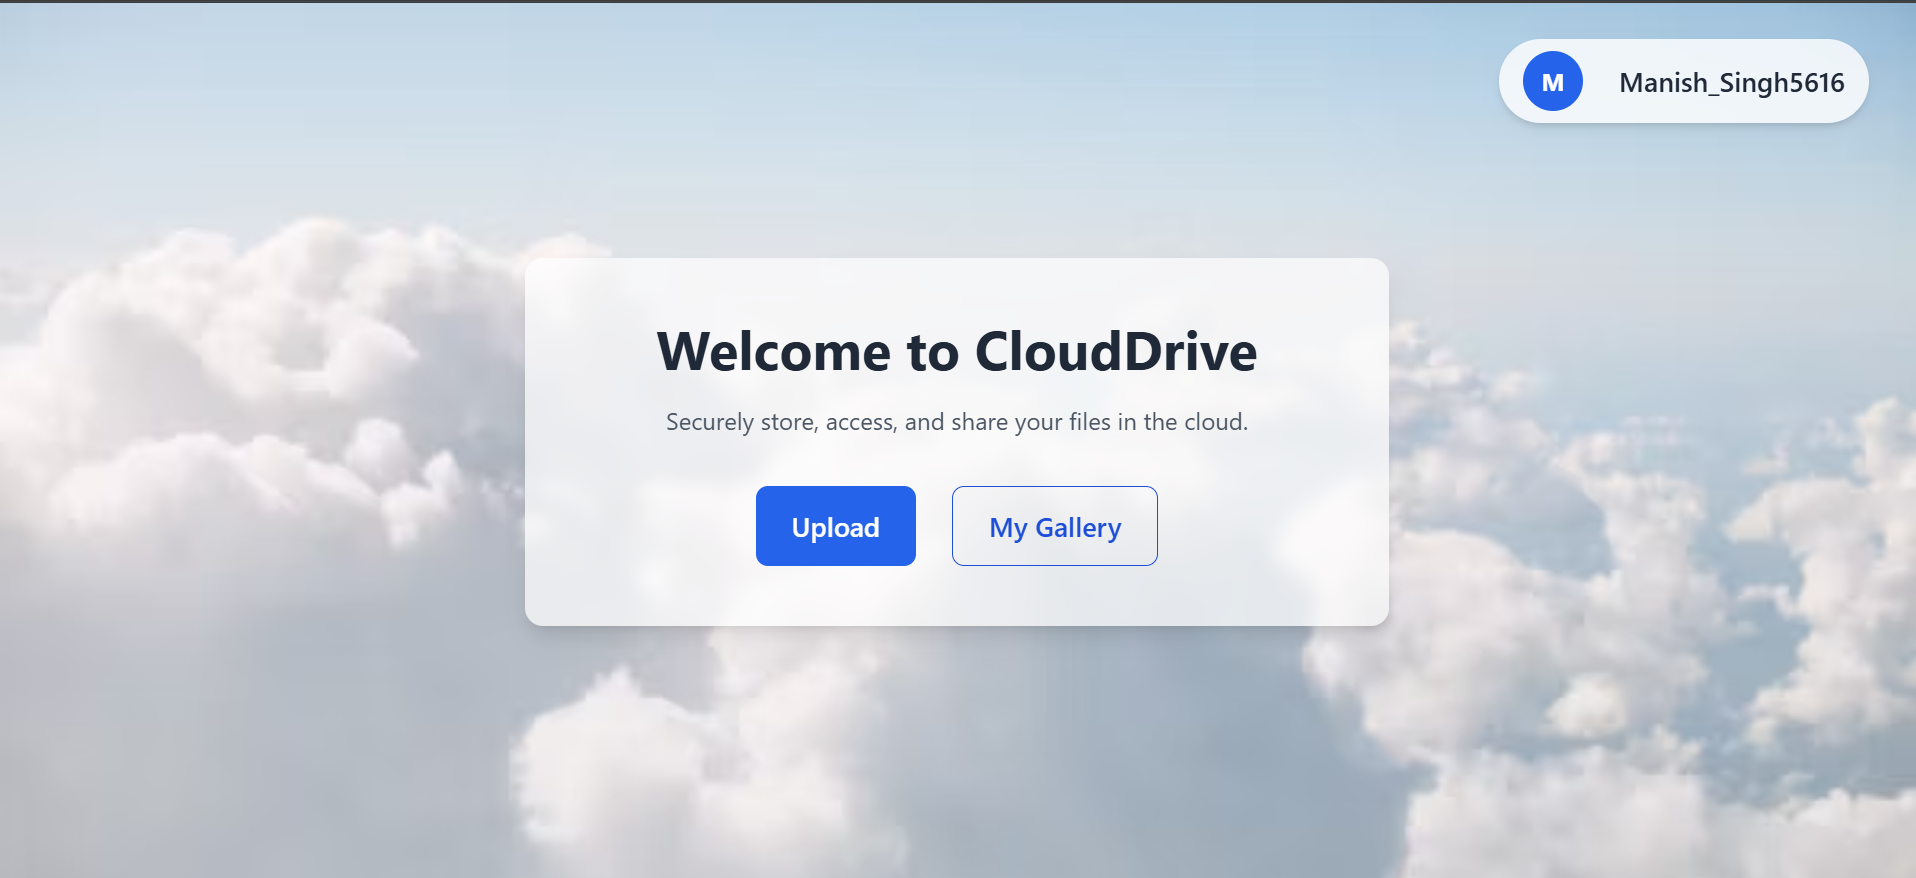 M Manish_Singh5616
Welcome to CloudDrive
Securely store, access, and share your files in the cloud.
Upload My Gallery